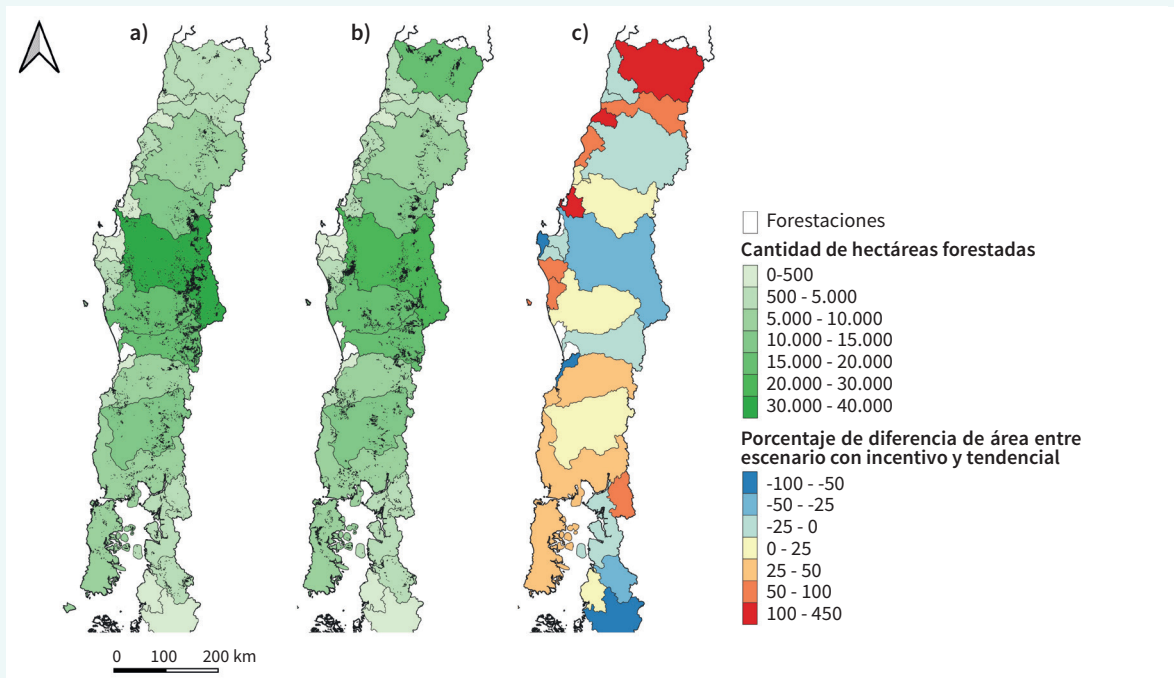 a)
b)
c)
Forestaciones
Cantidad de hectáreas forestadas
0-500
500 - 5.000
5.000 - 10.000
10.000 - 15.000
15.000 - 20.000
20.000 - 30.000
30.000 - 40.000
Porcentaje de diferencia de área entre
escenario con incentivo y tendencial
-100 - -50
-50 - -25
-25 - 0
0 - 25
25 - 50
50 - 100
100 - 450
0 100 200 km